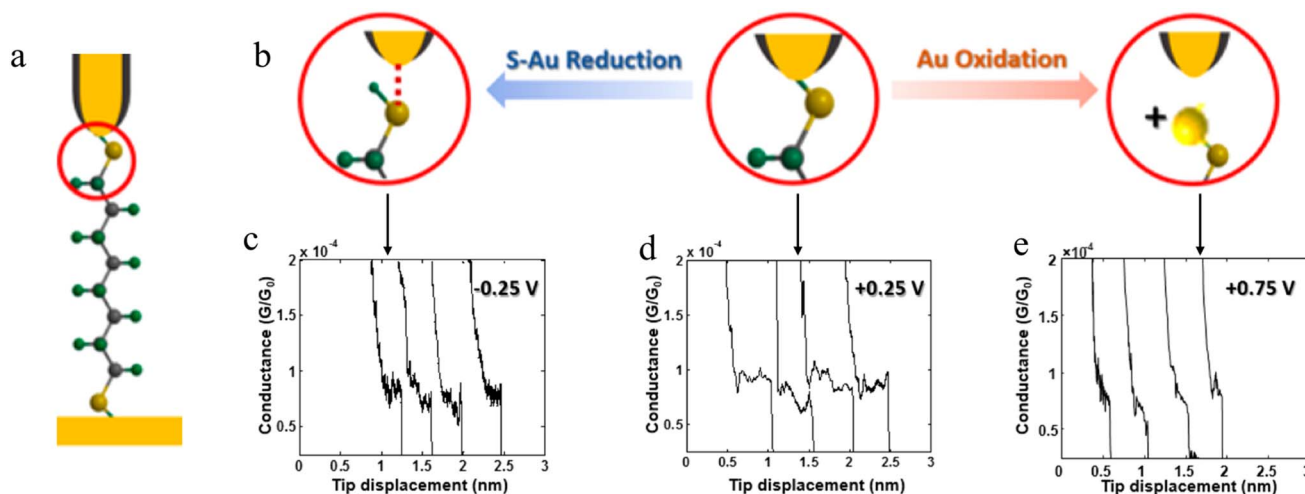 a
b
S-Au Reduction
Au Oxidation
+
c
d
e
× 10⁻⁴
-0.25 V
Conductance (G/G₀)
2
1.5
1
0.5
0 0.5 1 1.5 2 2.5 3
Tip displacement (nm)
× 10⁻⁴
+0.25 V
Conductance (G/G₀)
2
1.5
1
0.5
0 0.5 1 1.5 2 2.5 3
Tip displacement (nm)
× 10⁻⁴
+0.75 V
Conductance (G/G₀)
2
1.5
1
0.5
0 0.5 1 1.5 2 2.5 3
Tip displacement (nm)